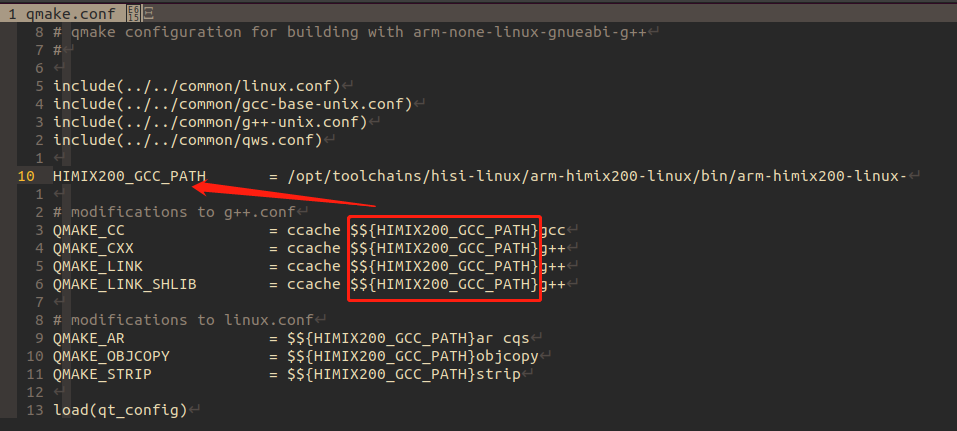 1 qmake.conf
8 # qmake configuration for building with arm-none-linux-gnueabi-g++↵
7 #↵
6 ↵
5 include(../../common/linux.conf)↵
4 include(../../common/gcc-base-unix.conf)↵
3 include(../../common/g++-unix.conf)↵
2 include(../../common/qws.conf)↵
1 ↵
10 HIMIX200_GCC_PATH = /opt/toolchains/hisi-linux/arm-himix200-linux/bin/arm-himix200-linux-↵
1 ↵
2 # modifications to g++.conf↵
3 QMAKE_CC = ccache $${HIMIX200_GCC_PATH}gcc↵
4 QMAKE_CXX = ccache $${HIMIX200_GCC_PATH}g++↵
5 QMAKE_LINK = ccache $${HIMIX200_GCC_PATH}g++↵
6 QMAKE_LINK_SHLIB = ccache $${HIMIX200_GCC_PATH}g++↵
7 ↵
8 # modifications to linux.conf↵
9 QMAKE_AR = $${HIMIX200_GCC_PATH}ar cqs↵
10 QMAKE_OBJCOPY = $${HIMIX200_GCC_PATH}objcopy↵
11 QMAKE_STRIP = $${HIMIX200_GCC_PATH}strip↵
12 ↵
13 load(qt_config)↵